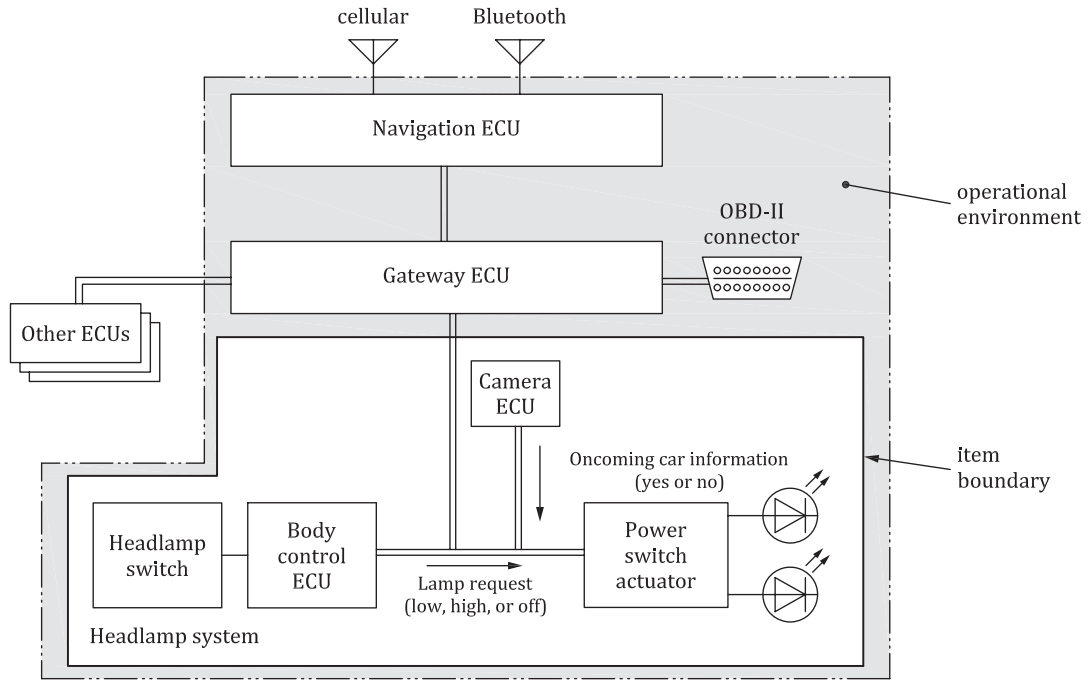 cellular
Bluetooth
Navigation ECU
operational
environment
OBD-II
connector
Gateway ECU
Other ECUs
Camera
ECU
Oncoming car information
(yes or no)
item
boundary
Headlamp
switch
Body
control
ECU
Power
switch
actuator
Lamp request
(low, high, or off)
Headlamp system